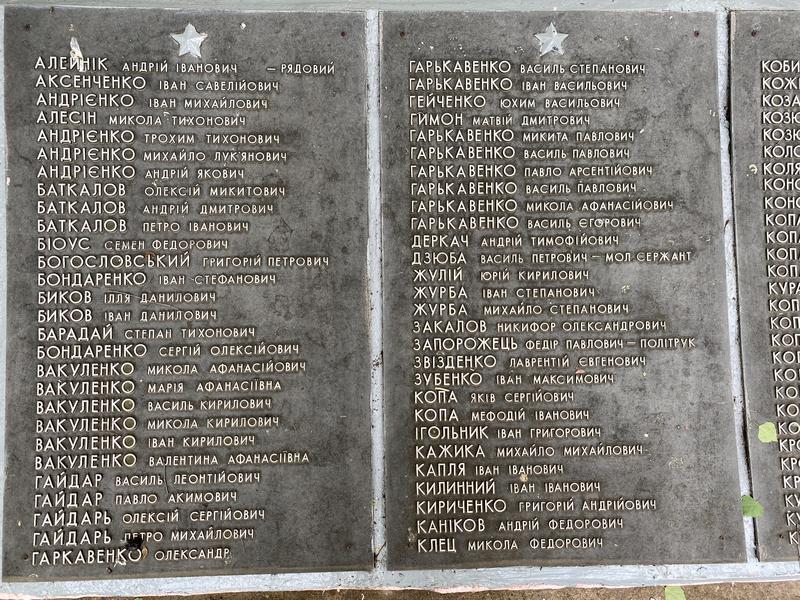 АЛЕЙНІК АНДРІЙ ІВАНОВИЧ — РЯДОВИЙ
АКСЕНЧЕНКО ІВАН САВЕЛІЙОВИЧ
АНДРІЄНКО ІВАН МИХАЙЛОВИЧ
АЛЕСІН МИКОЛА ТИХОНОВИЧ
АНДРІЄНКО ТРОХИМ ТИХОНОВИЧ
АНДРІЄНКО МИХАЙЛО ЛУК'ЯНОВИЧ
АНДРІЄНКО АНДРІЙ ЯКОВИЧ
БАТКАЛОВ ОЛЕКСІЙ МИКИТОВИЧ
БАТКАЛОВ АНДРІЙ ДМИТРОВИЧ
БАТКАЛОВ ПЕТРО ІВАНОВИЧ
БІОУС СЕМЕН ФЕДОРОВИЧ
БОГОСЛОВСЬКИЙ ГРИГОРІЙ ПЕТРОВИЧ
БОНДАРЕНКО ІВАН СТЕФАНОВИЧ
БИКОВ ІЛЛЯ ДАНИЛОВИЧ
БИКОВ ІВАН ДАНИЛОВИЧ
БАРАДАЙ СТЕПАН ТИХОНОВИЧ
БОНДАРЕНКО СЕРГІЙ ОЛЕКСІЙОВИЧ
ВАКУЛЕНКО МИКОЛА АФАНАСІЙОВИЧ
ВАКУЛЕНКО МАРІЯ АФАНАСІЇВНА
ВАКУЛЕНКО ВАСИЛЬ КИРИЛОВИЧ
ВАКУЛЕНКО МИКОЛА КИРИЛОВИЧ
ВАКУЛЕНКО ІВАН КИРИЛОВИЧ
ВАКУЛЕНКО ВАЛЕНТИНА АФАНАСІЇВНА
ГАЙДАР ВАСИЛЬ ЛЕОНТІЙОВИЧ
ГАЙДАР ПАВЛО АКИМОВИЧ
ГАЙДАРЬ ОЛЕКСІЙ СЕРГІЙОВИЧ
ГАЙДАРЬ ПЕТРО МИХАЙЛОВИЧ
ГАРКАВЕНКО ОЛЕКСАНДР
ГАРЬКАВЕНКО ВАСИЛЬ СТЕПАНОВИЧ
ГАРЬКАВЕНКО ІВАН ВАСИЛЬОВИЧ
ГЕЙЧЕНКО ЮХИМ ВАСИЛЬОВИЧ
ГИМОН МАТВІЙ ДМИТРОВИЧ
ГАРЬКАВЕНКО МИКИТА ПАВЛОВИЧ
ГАРЬКАВЕНКО ВАСИЛЬ ПАВЛОВИЧ
ГАРЬКАВЕНКО ПАВЛО АРСЕНТІЙОВИЧ
ГАРЬКАВЕНКО ВАСИЛЬ ПАВЛОВИЧ
ГАРЬКАВЕНКО МИКОЛА АФАНАСІЙОВИЧ
ГАРЬКАВЕНКО ВАСИЛЬ ЄГОРОВИЧ
ДЕРКАЧ АНДРІЙ ТИМОФІЙОВИЧ
ДЗЮБА ВАСИЛЬ ПЕТРОВИЧ — МОЛ.СЕРЖАНТ
ЖУЛІЙ ЮРІЙ КИРИЛОВИЧ
ЖУРБА ІВАН СТЕПАНОВИЧ
ЖУРБА МИХАЙЛО СТЕПАНОВИЧ
ЗАКАЛОВ НИКИФОР ОЛЕКСАНДРОВИЧ
ЗАПОРОЖЕЦЬ ФЕДІР ПАВЛОВИЧ — ПОЛІТРУК
ЗВІЗДЕНКО ЛАВРЕНТІЙ ЄВГЕНОВИЧ
ЗУБЕНКО ІВАН МАКСИМОВИЧ
КОПА ЯКІВ СЕРГІЙОВИЧ
КОПА МЕФОДІЙ ІВАНОВИЧ
ІГОЛЬНИК ІВАН ГРИГОРОВИЧ
КАЖИКА МИХАЙЛО МИХАЙЛОВИЧ
КАПЛЯ ІВАН ІВАНОВИЧ
КИЛИННИЙ ІВАН ІВАНОВИЧ
КИРИЧЕНКО ГРИГОРІЙ АНДРІЙОВИЧ
КАНІКОВ АНДРІЙ ФЕДОРОВИЧ
КЛЕЦ МИКОЛА ФЕДОРОВИЧ